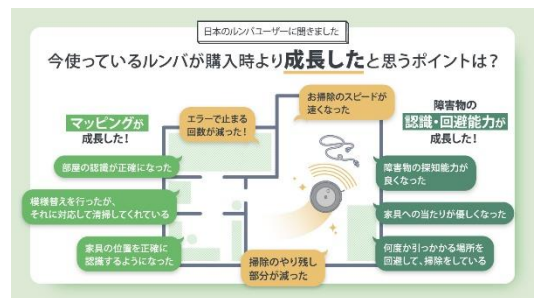 日本のルンバユーザーに聞きました
今使っているルンバが購入時より成長したと思うポイントは？
マッピングが
成長した！
部屋の認識が正確になった
模様替えを行ったが、
それに対応して清掃してくれている
家具の位置を正確に
認識するようになった
エラーで止まる
回数が減った！
お掃除のスピードが
速くなった
掃除のやり残し
部分が減った
障害物の
認識・回避能力が
成長した！
障害物の探知能力が
良くなった
家具への当たりが優しくなった
何度か引っかかる場所を
回避して、掃除をしている